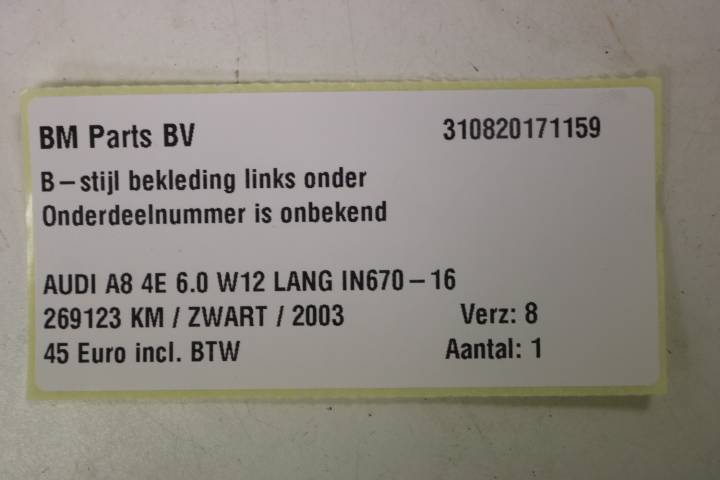 BM Parts BV 310820171159
B-stijl bekleding links onder
Onderdeelnummer is onbekend
AUDI A8 4E 6.0 W12 LANG IN670-16
269123 KM / ZWART / 2003 Verz: 8
45 Euro incl. BTW Aantal: 1